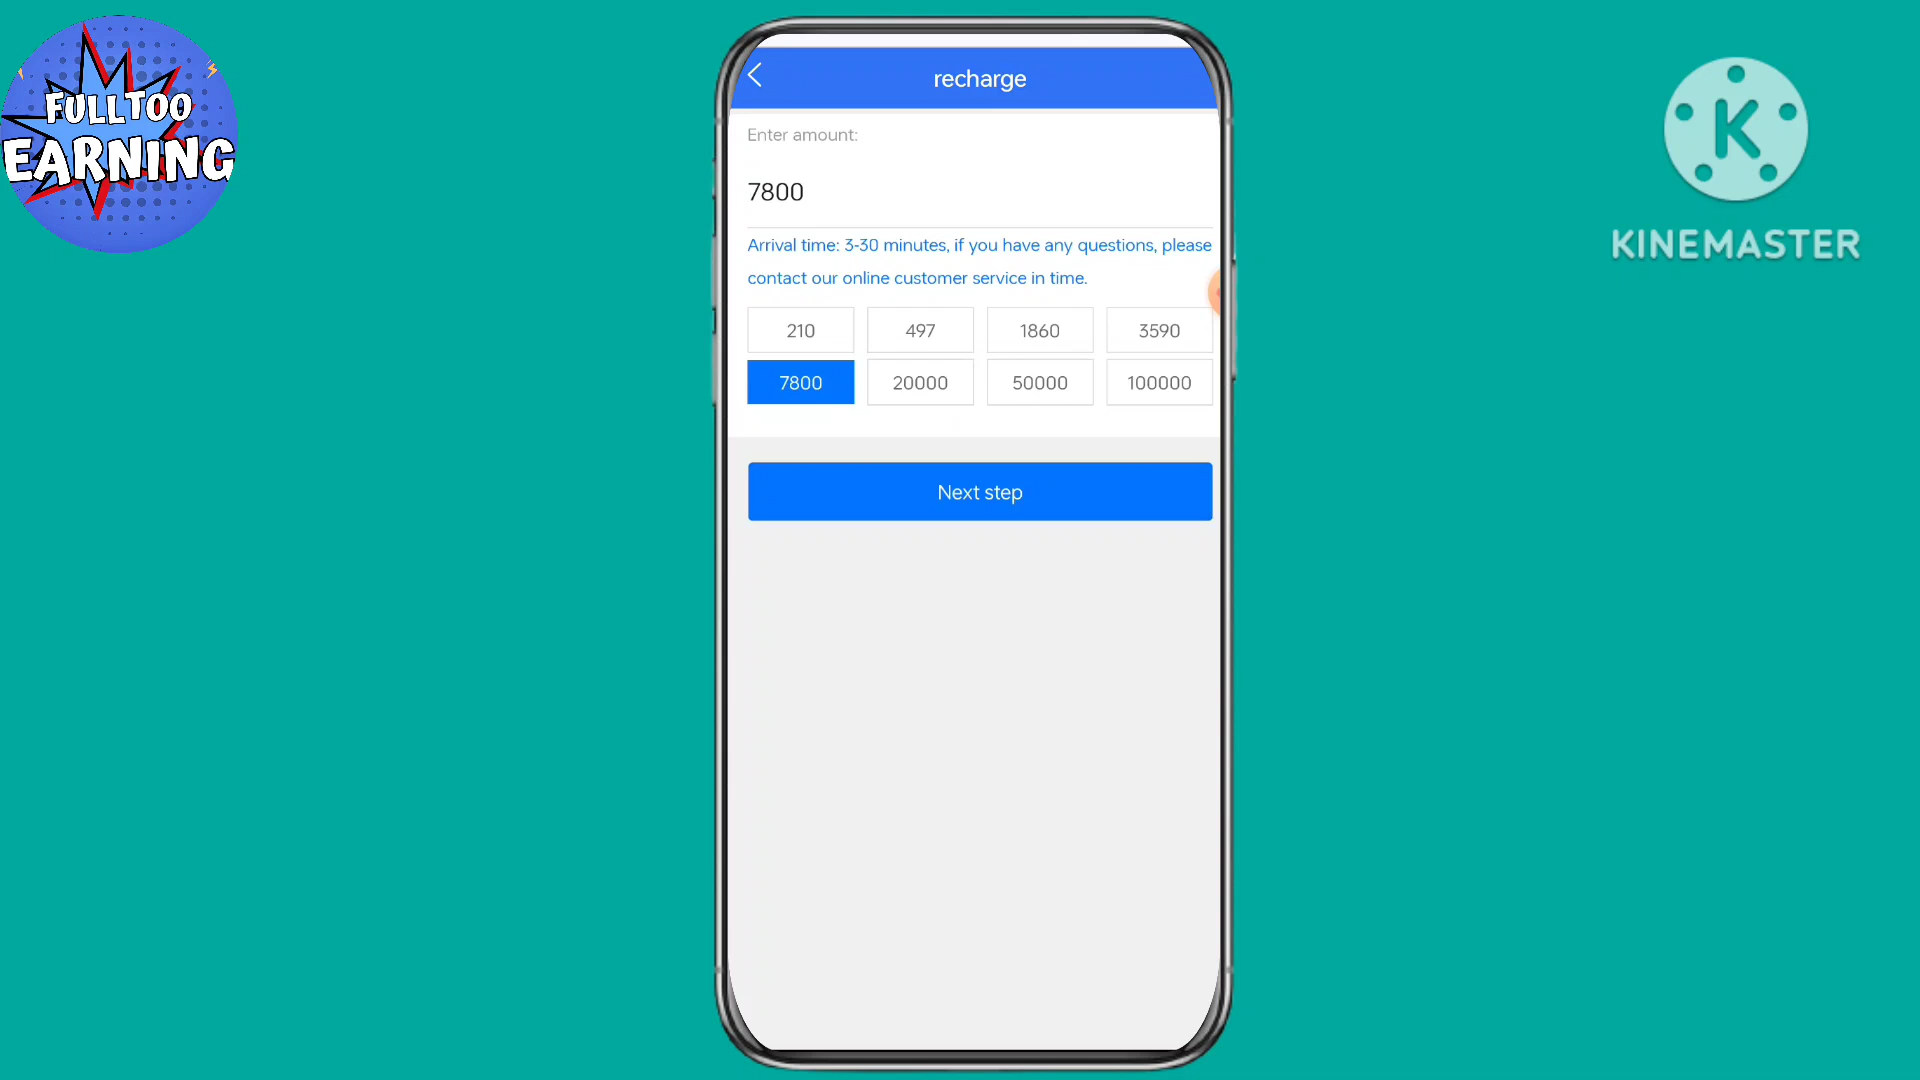 FULLTOO
EARNING
recharge
Enter amount:
7800
Arrival time: 3-30 minutes, if you have any questions, please
contact our online customer service in time.
210 497 1860 3590
7800 20000 50000 100000
Next step
K
KINEMASTER